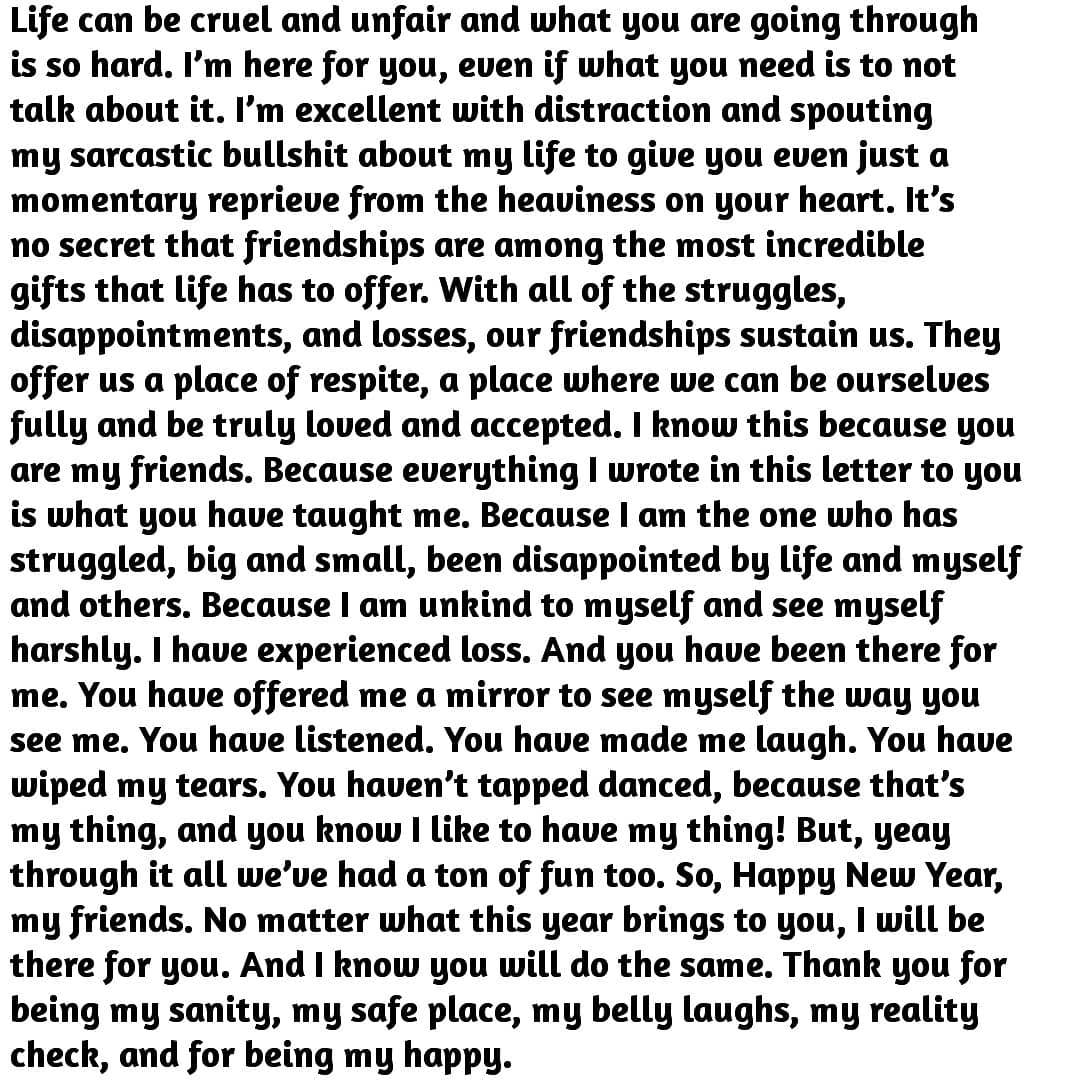 Life can be cruel and unfair and what you are going through
is so hard. I’m here for you, even if what you need is to not
talk about it. I’m excellent with distraction and spouting
my sarcastic bullshit about my life to give you even just a
momentary reprieve from the heaviness on your heart. It’s
no secret that friendships are among the most incredible
gifts that life has to offer. With all of the struggles,
disappointments, and losses, our friendships sustain us. They
offer us a place of respite, a place where we can be ourselves
fully and be truly loved and accepted. I know this because you
are my friends. Because everything I wrote in this letter to you
is what you have taught me. Because I am the one who has
struggled, big and small, been disappointed by life and myself
and others. Because I am unkind to myself and see myself
harshly. I have experienced loss. And you have been there for
me. You have offered me a mirror to see myself the way you
see me. You have listened. You have made me laugh. You have
wiped my tears. You haven’t tapped danced, because that’s
my thing, and you know I like to have my thing! But, yeay
through it all we’ve had a ton of fun too. So, Happy New Year,
my friends. No matter what this year brings to you, I will be
there for you. And I know you will do the same. Thank you for
being my sanity, my safe place, my belly laughs, my reality
check, and for being my happy.